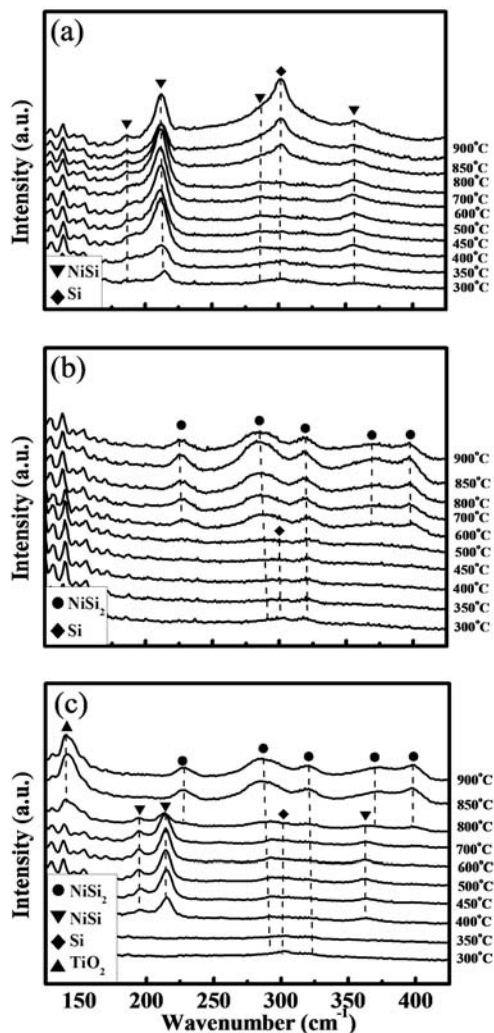 (a)
Intensity (a.u.)
900°C
850°C
800°C
700°C
600°C
500°C
450°C
400°C
350°C
300°C
▼ NiSi
◆ Si
(b)
Intensity (a.u.)
900°C
850°C
800°C
700°C
600°C
500°C
450°C
400°C
350°C
300°C
● NiSi₂
◆ Si
(c)
Intensity (a.u.)
900°C
850°C
800°C
700°C
600°C
500°C
450°C
400°C
350°C
300°C
● NiSi₂
▼ NiSi
◆ Si
▲ TiO₂
150 200 250 300 350 400
Wavenumber (cm⁻¹)